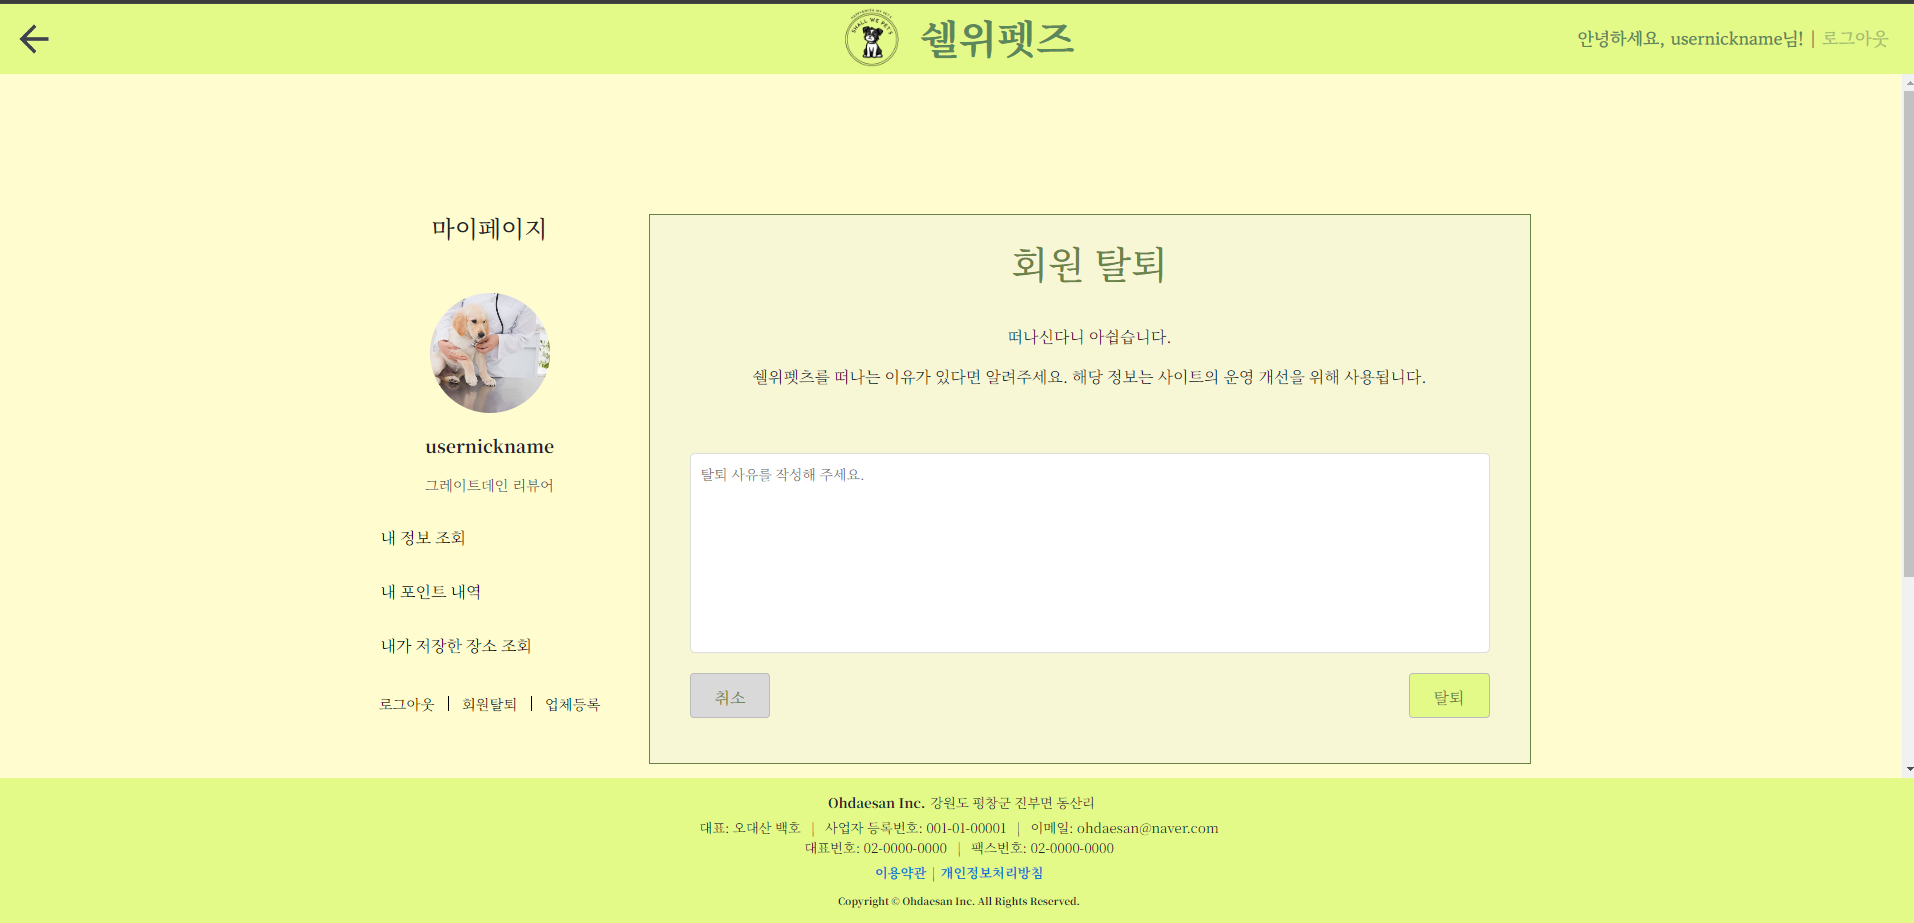 SHALL WE PET'S
쉘위펫즈
안녕하세요, usernickname님! | 로그아웃
마이페이지
usernickname
그레이트데인 리뷰어
내 정보 조회
내 포인트 내역
내가 저장한 장소 조회
로그아웃 | 회원탈퇴 | 업체등록
회원 탈퇴
떠나신다니 아쉽습니다.
쉘위펫츠를 떠나는 이유가 있다면 알려주세요. 해당 정보는 사이트의 운영 개선을 위해 사용됩니다.
탈퇴 사유를 작성해 주세요.
취소
탈퇴
Ohdaesan Inc. 강원도 평창군 진부면 동산리
대표: 오대산 백호 | 사업자 등록번호: 001-01-00001 | 이메일: ohdaesan@naver.com
대표번호: 02-0000-0000 | 팩스번호: 02-0000-0000
이용약관 | 개인정보처리방침
Copyright © Ohdaesan Inc. All Rights Reserved.